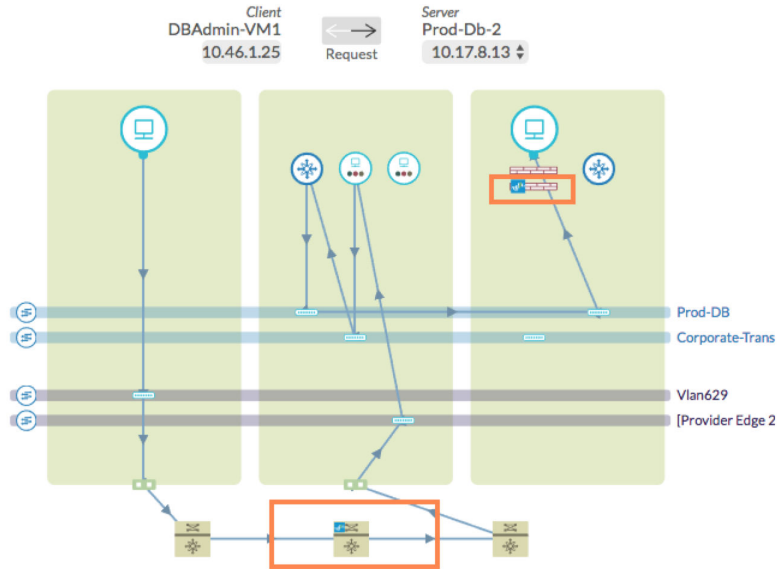 Client
DBAdmin-VM1
10.46.1.25
Request
Server
Prod-Db-2
10.17.8.13
Prod-DB
Corporate-Trans
Vlan629
[Provider Edge 2